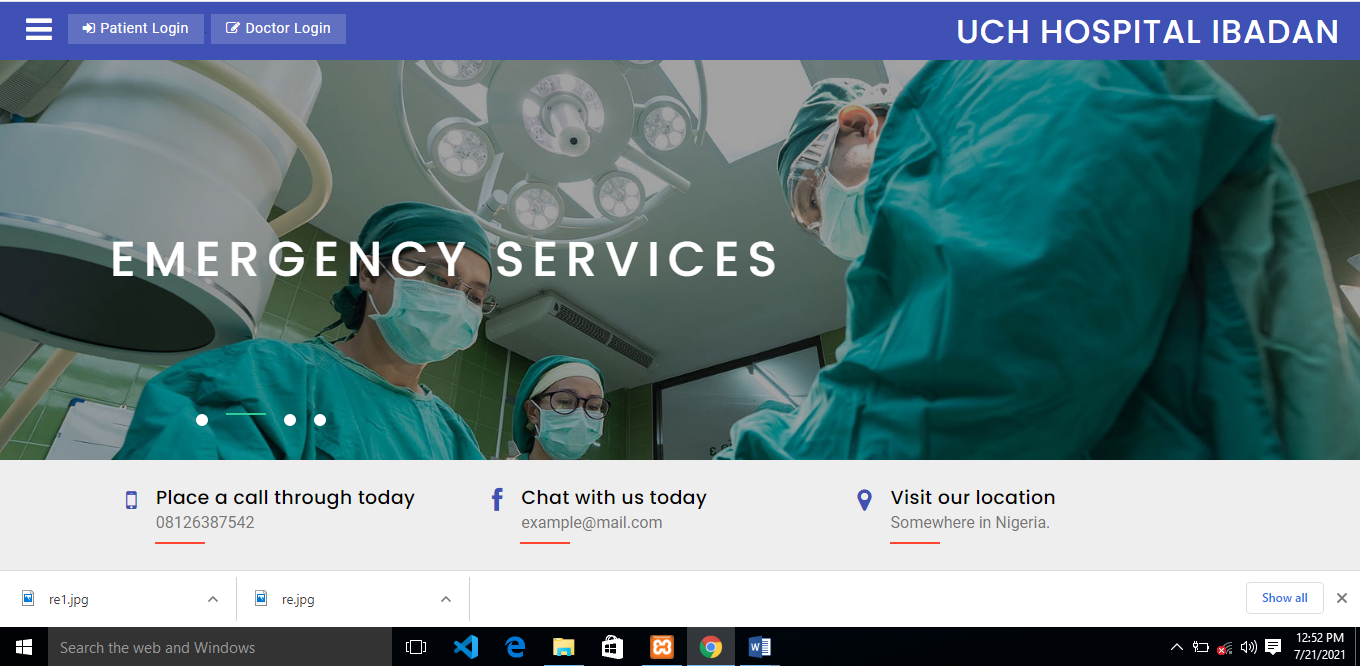 Patient Login
Doctor Login
UCH HOSPITAL IBADAN
EMERGENCY SERVICES
Place a call through today
08126387542
Chat with us today
example@mail.com
Visit our location
Somewhere in Nigeria.
re1.jpg
re.jpg
Show all
Search the web and Windows
12:52 PM
7/21/2021